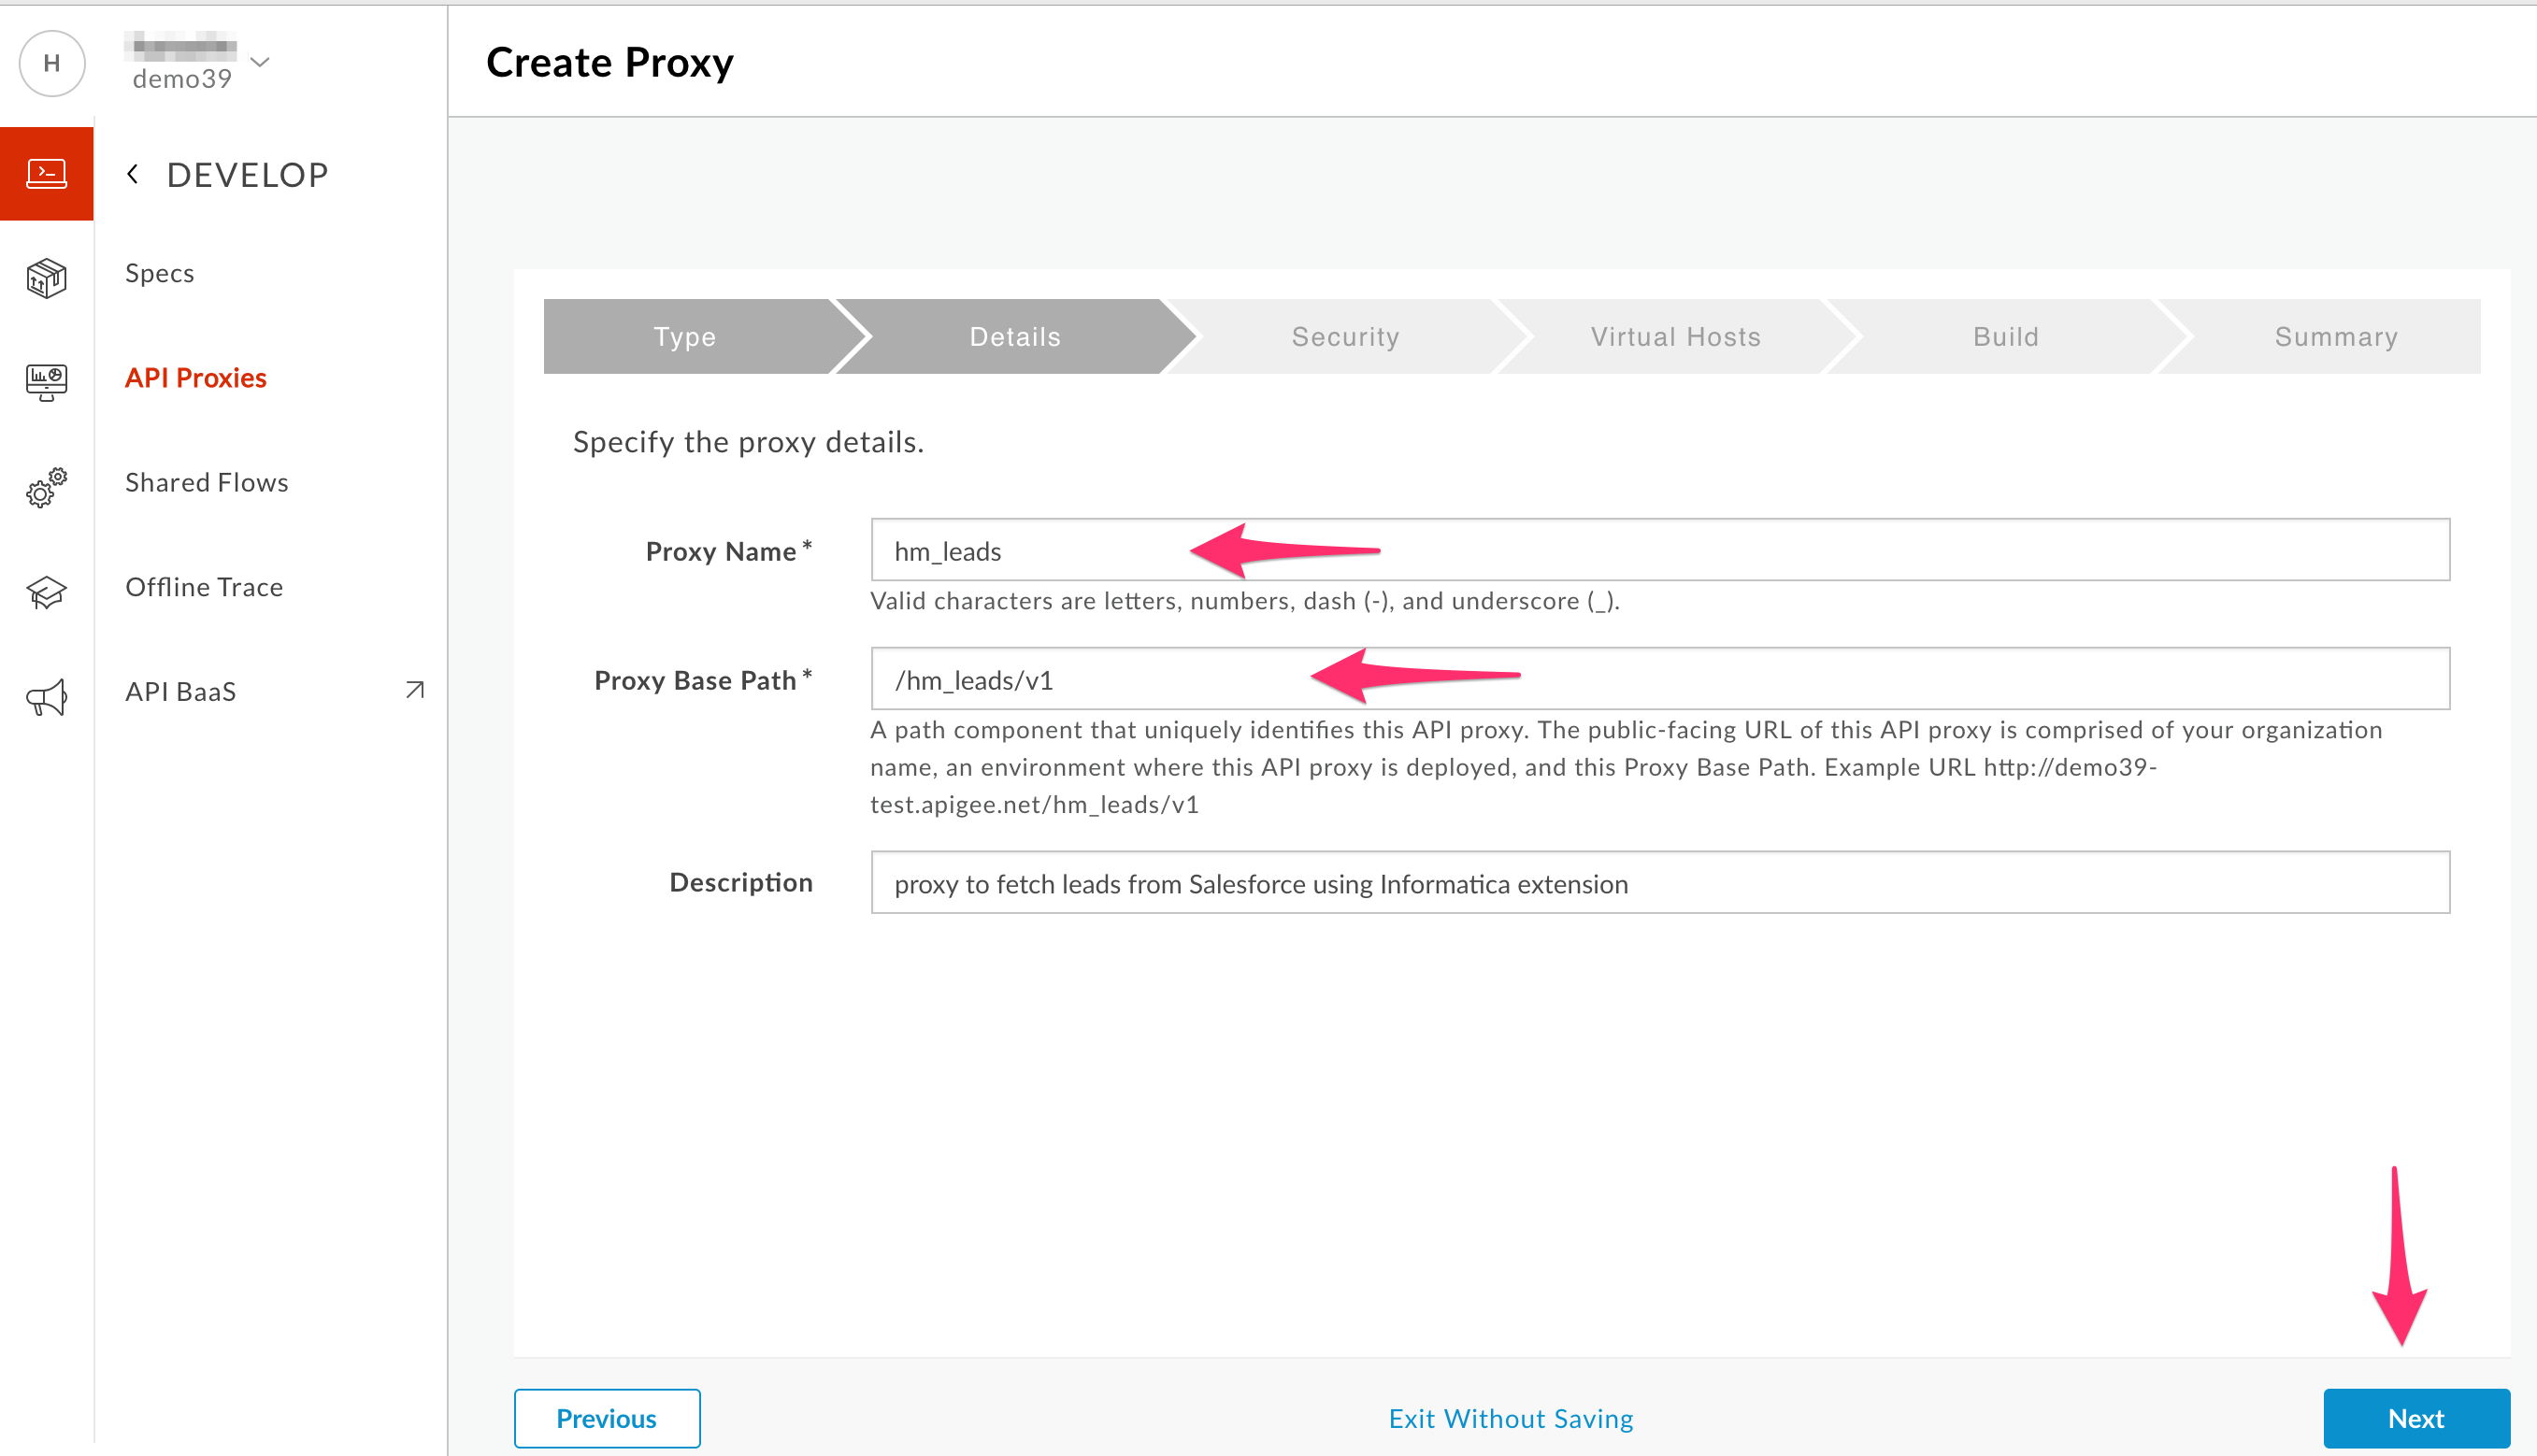 H
demo39
Create Proxy
DEVELOP
Specs
API Proxies
Shared Flows
Offline Trace
API BaaS
Type
Details
Security
Virtual Hosts
Build
Summary
Specify the proxy details.
Proxy Name*
hm_leads
Valid characters are letters, numbers, dash (-), and underscore (_).
Proxy Base Path*
/hm_leads/v1
A path component that uniquely identifies this API proxy. The public-facing URL of this API proxy is comprised of your organization
name, an environment where this API proxy is deployed, and this Proxy Base Path. Example URL http://demo39-
test.apigee.net/hm_leads/v1
Description
proxy to fetch leads from Salesforce using Informatica extension
Previous
Exit Without Saving
Next